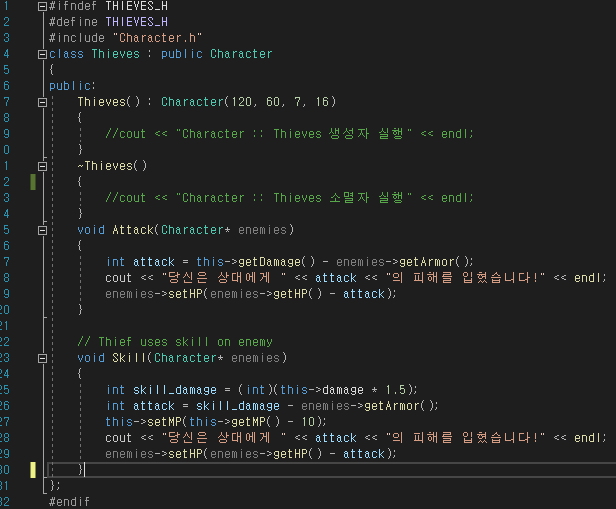 1 #ifndef THIEVES_H
2 #define THIEVES_H
3 #include "Character.h"
4 class Thieves : public Character
5 {
6 public:
7 Thieves() : Character(120, 60, 7, 16)
8 {
9 //cout << "Character :: Thieves 생성자 실행" << endl;
0 }
1 ~Thieves()
2 {
3 //cout << "Character :: Thieves 소멸자 실행" << endl;
4 }
5 void Attack(Character* enemies)
6 {
7 int attack = this->getDamage() - enemies->getArmor();
8 cout << "당신은 상대에게 " << attack << "의 피해를 입혔습니다!" << endl;
9 enemies->setHP(enemies->getHP() - attack);
20 }
21
22 // Thief uses skill on enemy
23 void Skill(Character* enemies)
24 {
25 int skill_damage = (int)(this->damage * 1.5);
26 int attack = skill_damage - enemies->getArmor();
27 this->setMP(this->getMP() - 10);
28 cout << "당신은 상대에게 " << attack << "의 피해를 입혔습니다!" << endl;
29 enemies->setHP(enemies->getHP() - attack);
30 }
31 };
32 #endif